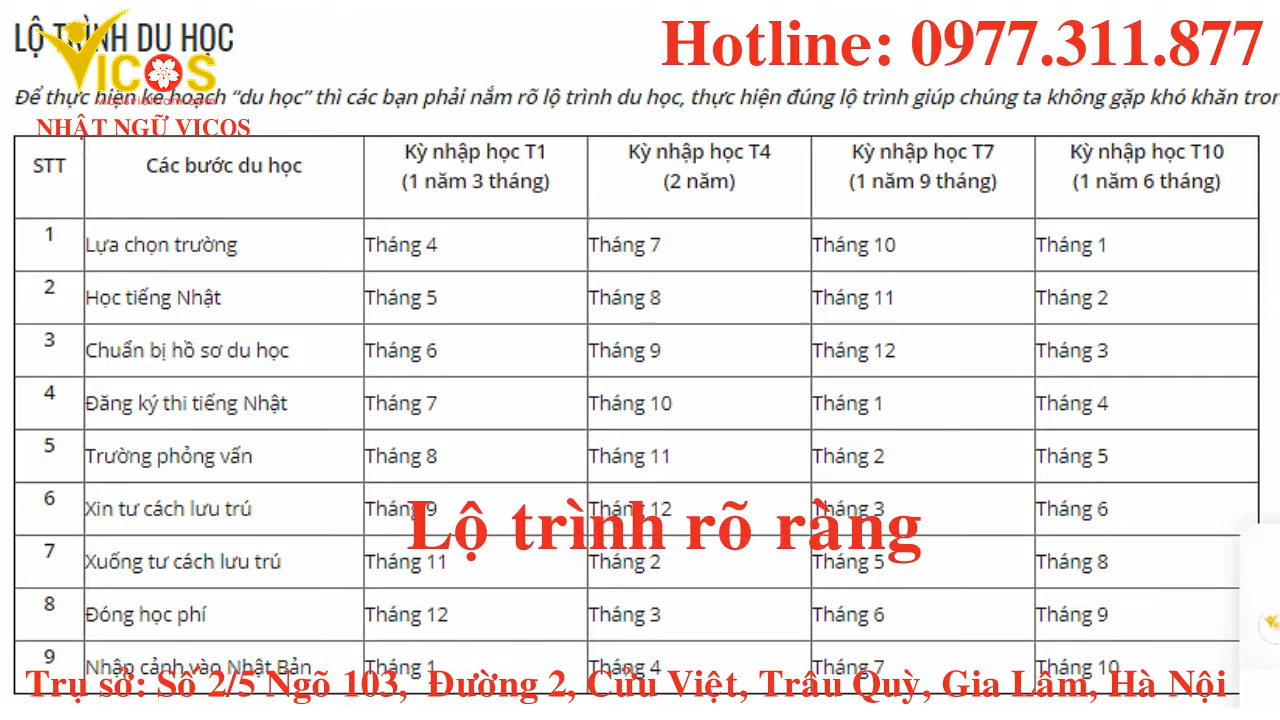 LỘ TRÌNH DU HỌC
VICOS
NHẬT NGỮ VICOS
Hotline: 0977.311.877
Để thực hiện kế hoạch “du học” thì các bạn phải nắm rõ lộ trình du học, thực hiện đúng lộ trình giúp chúng ta không gặp khó khăn
STT Các bước du học Kỳ nhập học T1 Kỳ nhập học T4 Kỳ nhập học T7 Kỳ nhập học T10
(1 năm 3 tháng) (2 năm) (1 năm 9 tháng) (1 năm 6 tháng)
1 Lựa chọn trường Tháng 4 Tháng 7 Tháng 10 Tháng 1
2 Học tiếng Nhật Tháng 5 Tháng 8 Tháng 11 Tháng 2
3 Chuẩn bị hồ sơ du học Tháng 6 Tháng 9 Tháng 12 Tháng 3
4 Đăng ký thi tiếng Nhật Tháng 7 Tháng 10 Tháng 1 Tháng 4
5 Trường phỏng vấn Tháng 8 Tháng 11 Tháng 2 Tháng 5
6 Xin tư cách lưu trú Tháng 9 Tháng 12 Tháng 3 Tháng 6
Lộ trình rõ ràng
7 Xuống tư cách lưu trú Tháng 11 Tháng 2 Tháng 5 Tháng 8
8 Đóng học phí Tháng 12 Tháng 3 Tháng 6 Tháng 9
9 Nhập cảnh vào Nhật Bản Tháng 1 Tháng 4 Tháng 7 Tháng 10
Trụ sở: Số 2/5 Ngõ 103, Đường 2, Cửu Việt, Trâu Quỳ, Gia Lâm, Hà Nội